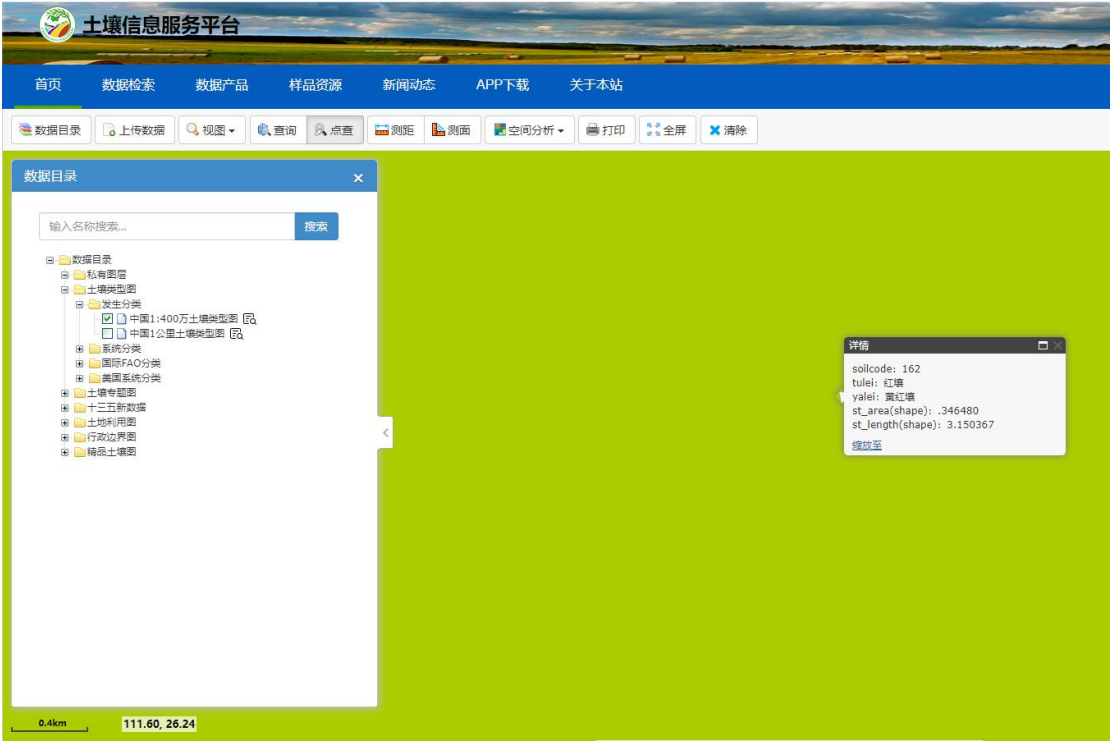 土壤信息服务平台
首页 数据检索 数据产品 样品资源 新闻动态 APP下载 关于本站
数据目录 上传数据 视图 查询 点查 测距 测面 空间分析 打印 全屏 清除
数据目录
输入名称搜索... 搜索
数据目录
私有图层
土壤类型图
发生分类
中国1:400万土壤类型图
中国1公里土壤类型图
系统分类
国际FAO分类
美国系统分类
土壤专题图
十三五新数据
土地利用图
行政边界图
精品土壤图
详情
soilcode: 162
tulei: 红壤
yalei: 黄红壤
st_area(shape): .346480
st_length(shape): 3.150367
缩放至
0.4km 111.60, 26.24